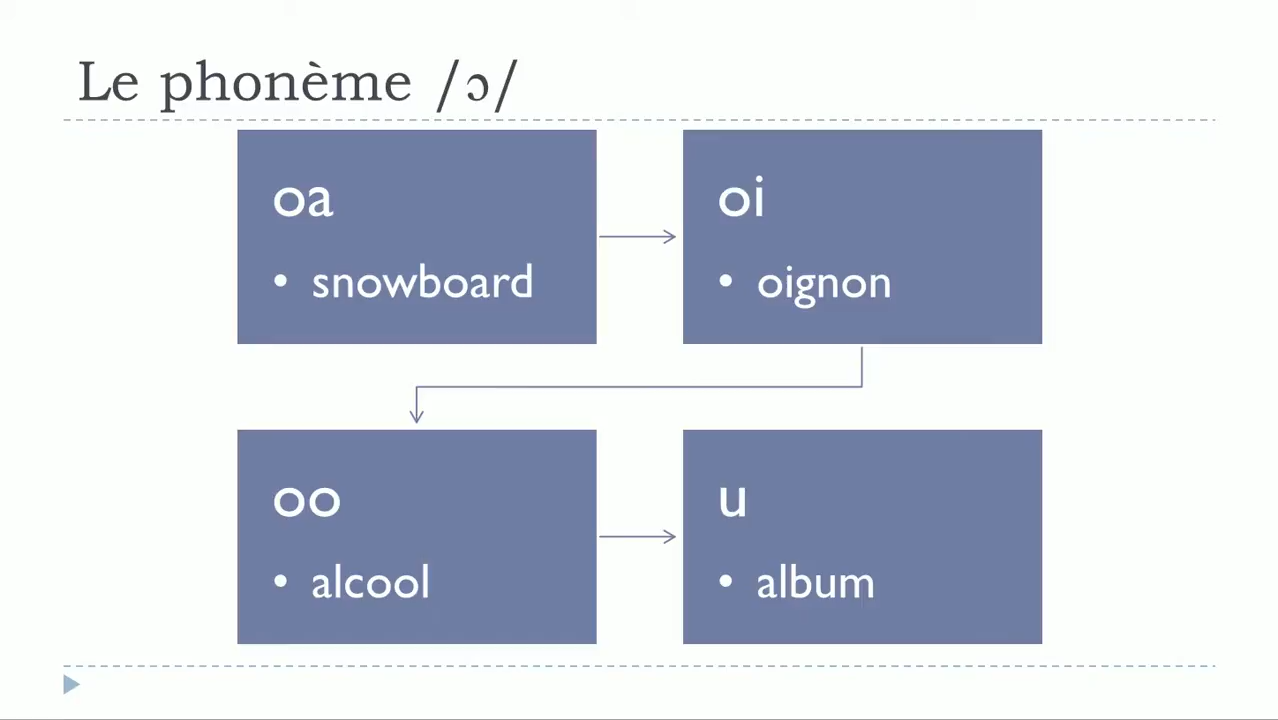 Le phonème /ɔ/
oa
• snowboard
oi
• oignon
oo
• alcool
u
• album